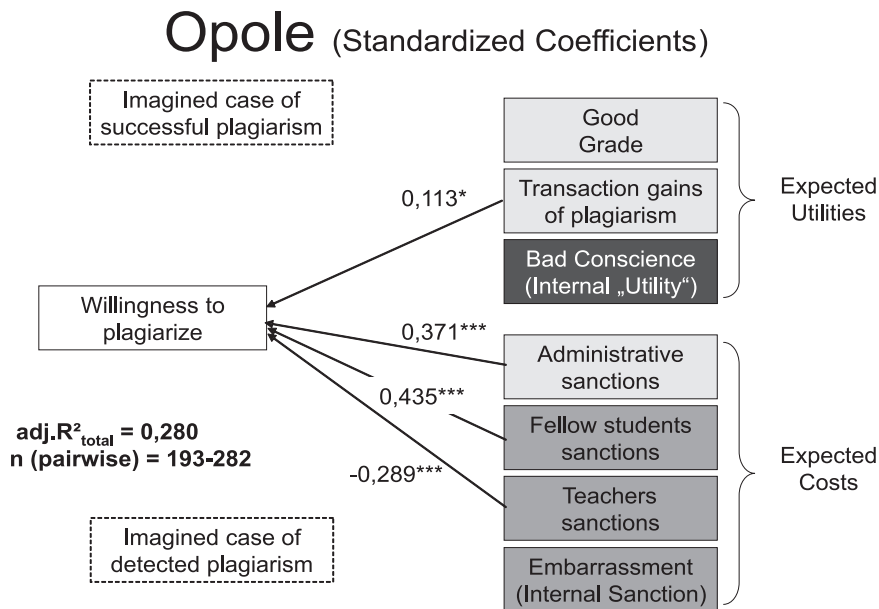 Opole (Standardized Coefficients)
Imagined case of
successful plagiarism
Good
Grade
Transaction gains
of plagiarism
Bad Conscience
(Internal „Utility“)
Expected
Utilities
0,113*
Willingness to
plagiarize
0,371***
0,435***
-0,289***
Administrative
sanctions
Fellow students
sanctions
Teachers
sanctions
Embarrassment
(Internal Sanction)
Expected
Costs
adj.R²total = 0,280
n (pairwise) = 193-282
Imagined case of
detected plagiarism